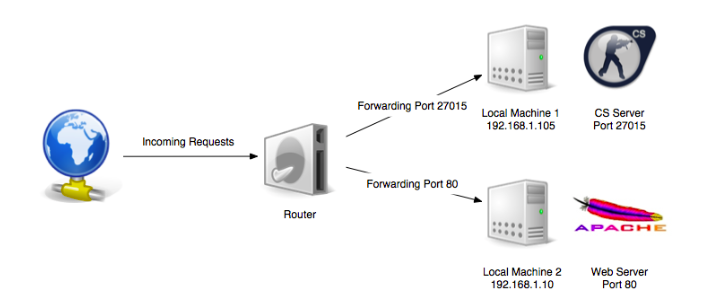 CS
Forwarding Port 27015
Local Machine 1
192.168.1.105
CS Server
Port 27015
Incoming Requests
Router
Forwarding Port 80
APACHE
Local Machine 2
192.168.1.10
Web Server
Port 80